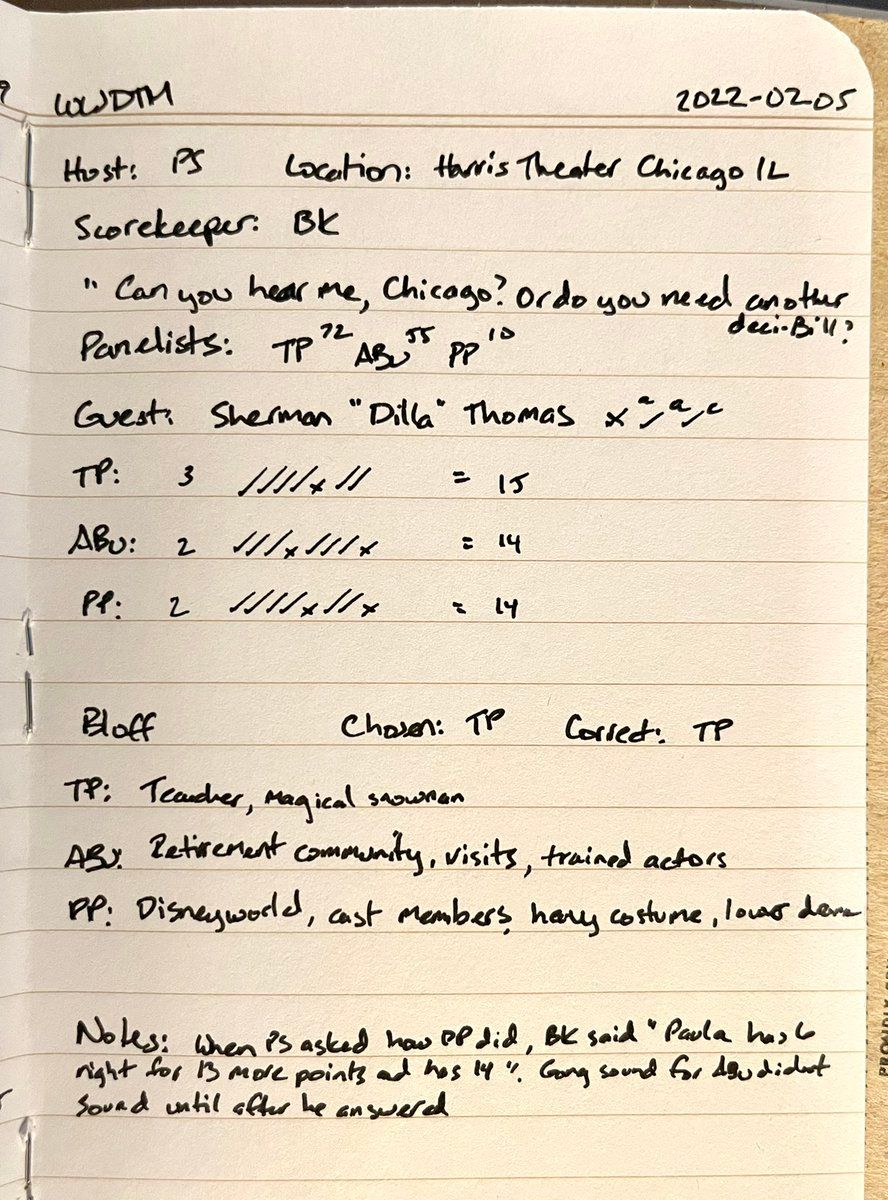 WWDTM 2022-02-05
Host: PS Location: Harris Theater Chicago IL
Scorekeeper: BK
" Can you hear me, Chicago? Or do you need another
deci-Bill?
Panelists: TP 72 ABu 55 PP 10
Guest: Sherman "Dilla" Thomas x a ✓ a ✓ c
TP: 3 ////x// = 15
ABu: 2 ///x///x = 14
PP: 2 ////x//x = 14
Bluff Chosen: TP Correct: TP
TP: Teacher, magical snowman
ABu: Retirement community, visits, trained actors
PP: Disneyworld, cast members, heavy costume, lower
Notes: When PS asked how PP did, BK said "Paula has 6
right for 13 more points and has 14". Gong sound for ABu didnt
sound until after he answered